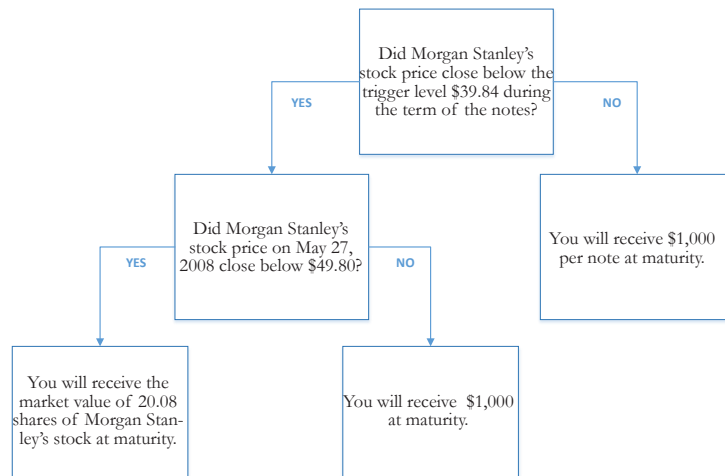 Did Morgan Stanley's
stock price close below the
trigger level $39.84 during
the term of the notes?
YES
NO
Did Morgan Stanley's
stock price on May 27,
2008 close below $49.80?
You will receive $1,000
per note at maturity.
YES
NO
You will receive the
market value of 20.08
shares of Morgan Stan-
ley's stock at maturity.
You will receive $1,000
at maturity.